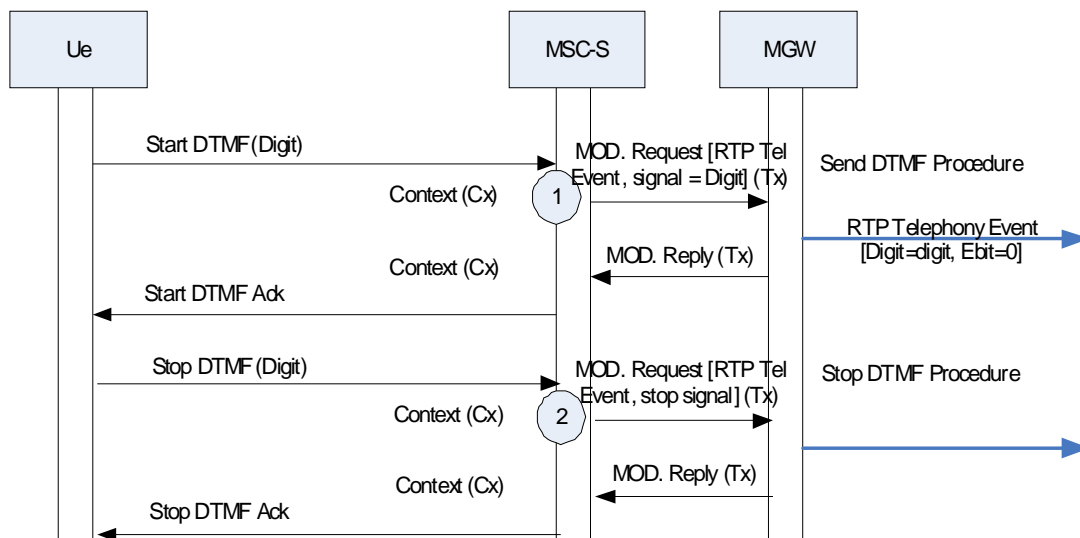 Ue
MSC-S
MGW
Start DTMF (Digit)
MOD. Request [RTP Tel
Event, signal = Digit] (Tx)
Send DTMF Procedure
Context (Cx)
1
RTP Telephony Event
[Digit=digit, Ebit=0]
MOD. Reply (Tx)
Context (Cx)
Start DTMF Ack
Stop DTMF (Digit)
MOD. Request [RTP Tel
Event, stop signal] (Tx)
Stop DTMF Procedure
Context (Cx)
2
MOD. Reply (Tx)
Context (Cx)
Stop DTMF Ack